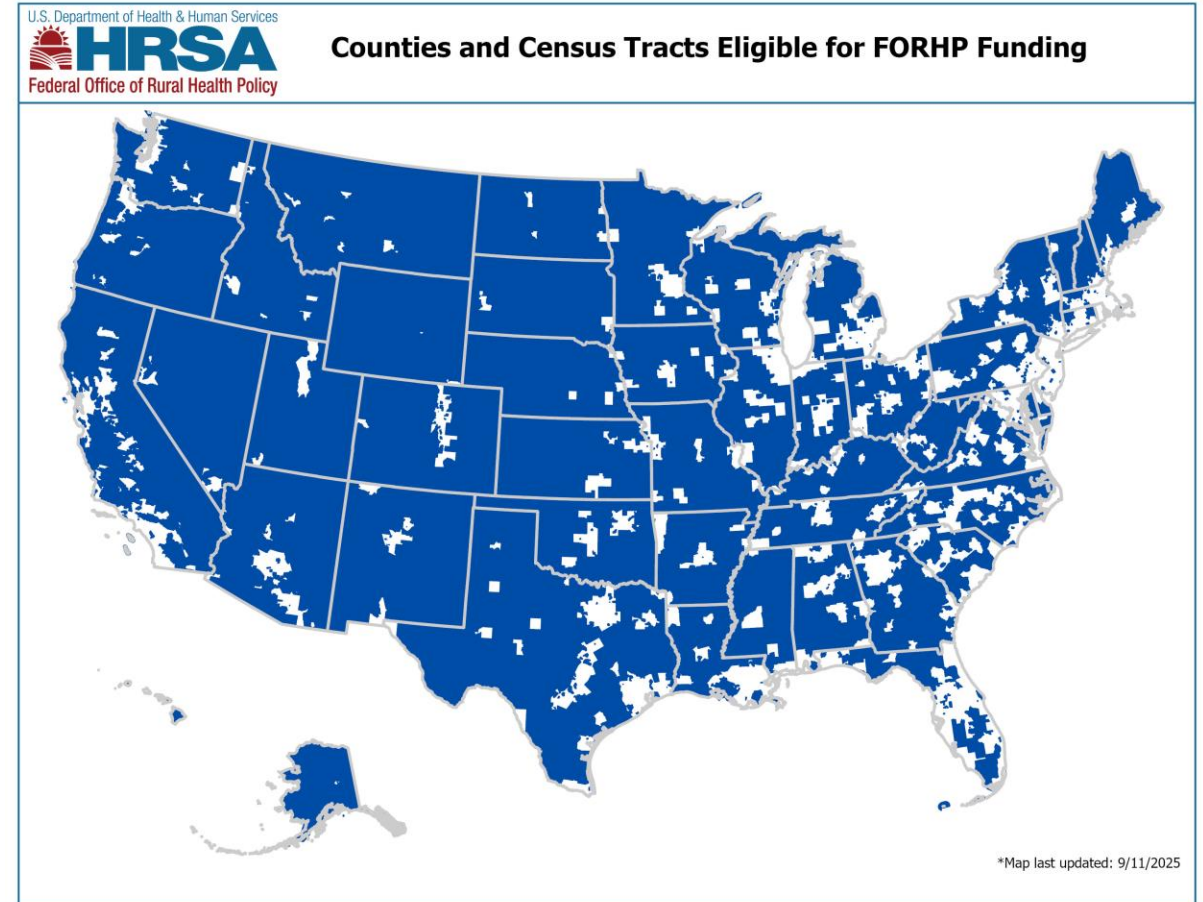 U.S. Department of Health & Human Services
HRSA
Federal Office of Rural Health Policy
Counties and Census Tracts Eligible for FORHP Funding
*Map last updated: 9/11/2025